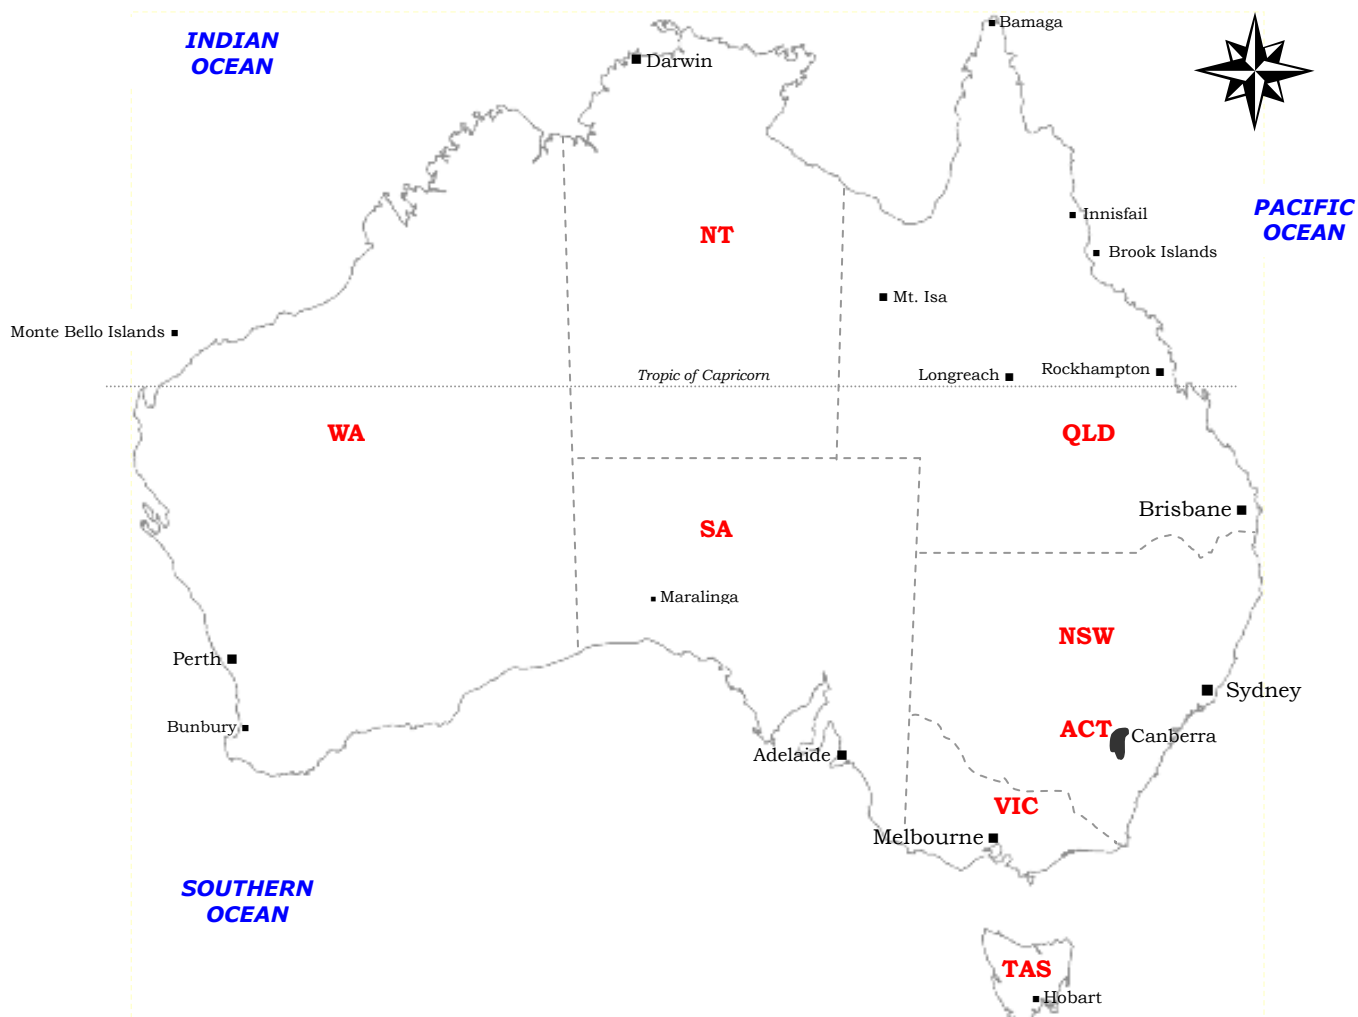 Bamaga
INDIAN
OCEAN
Darwin
PACIFIC
OCEAN
Innisfail
NT
Brook Islands
Mt. Isa
Monte Bello Islands
Tropic of Capricorn
Longreach
Rockhampton
WA
QLD
Brisbane
SA
Maralinga
NSW
Perth
Sydney
Bunbury
ACT
Canberra
Adelaide
VIC
Melbourne
SOUTHERN
OCEAN
TAS
Hobart